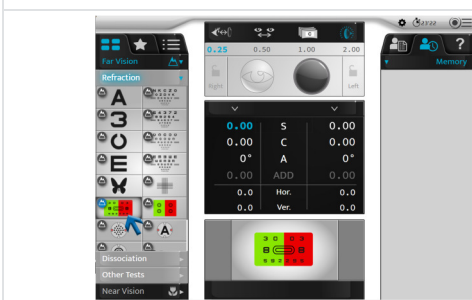 0.25 0.50 1.00 2.00
Far Vision
Memory
Refraction
Right Left
A
3
E
A
0.00 S 0.00
0.00 C 0.00
0° A 0°
0.00 ADD 0.00
0.0 Hor. 0.0
0.0 Ver. 0.0
Dissociation
Other Tests
Near Vision